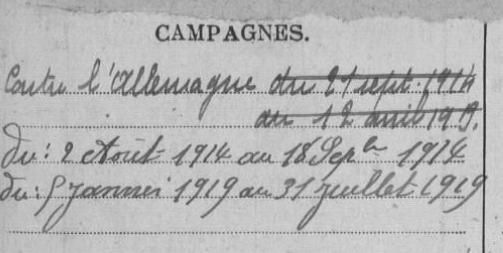 CAMPAGNES.
Contre l'Allemagne du 21 sept. 1914
au 12 avril 1919.
du : 2 Août 1914 au 18 Sepbre 1914
du : 5 janvier 1919 au 31 juillet 1919